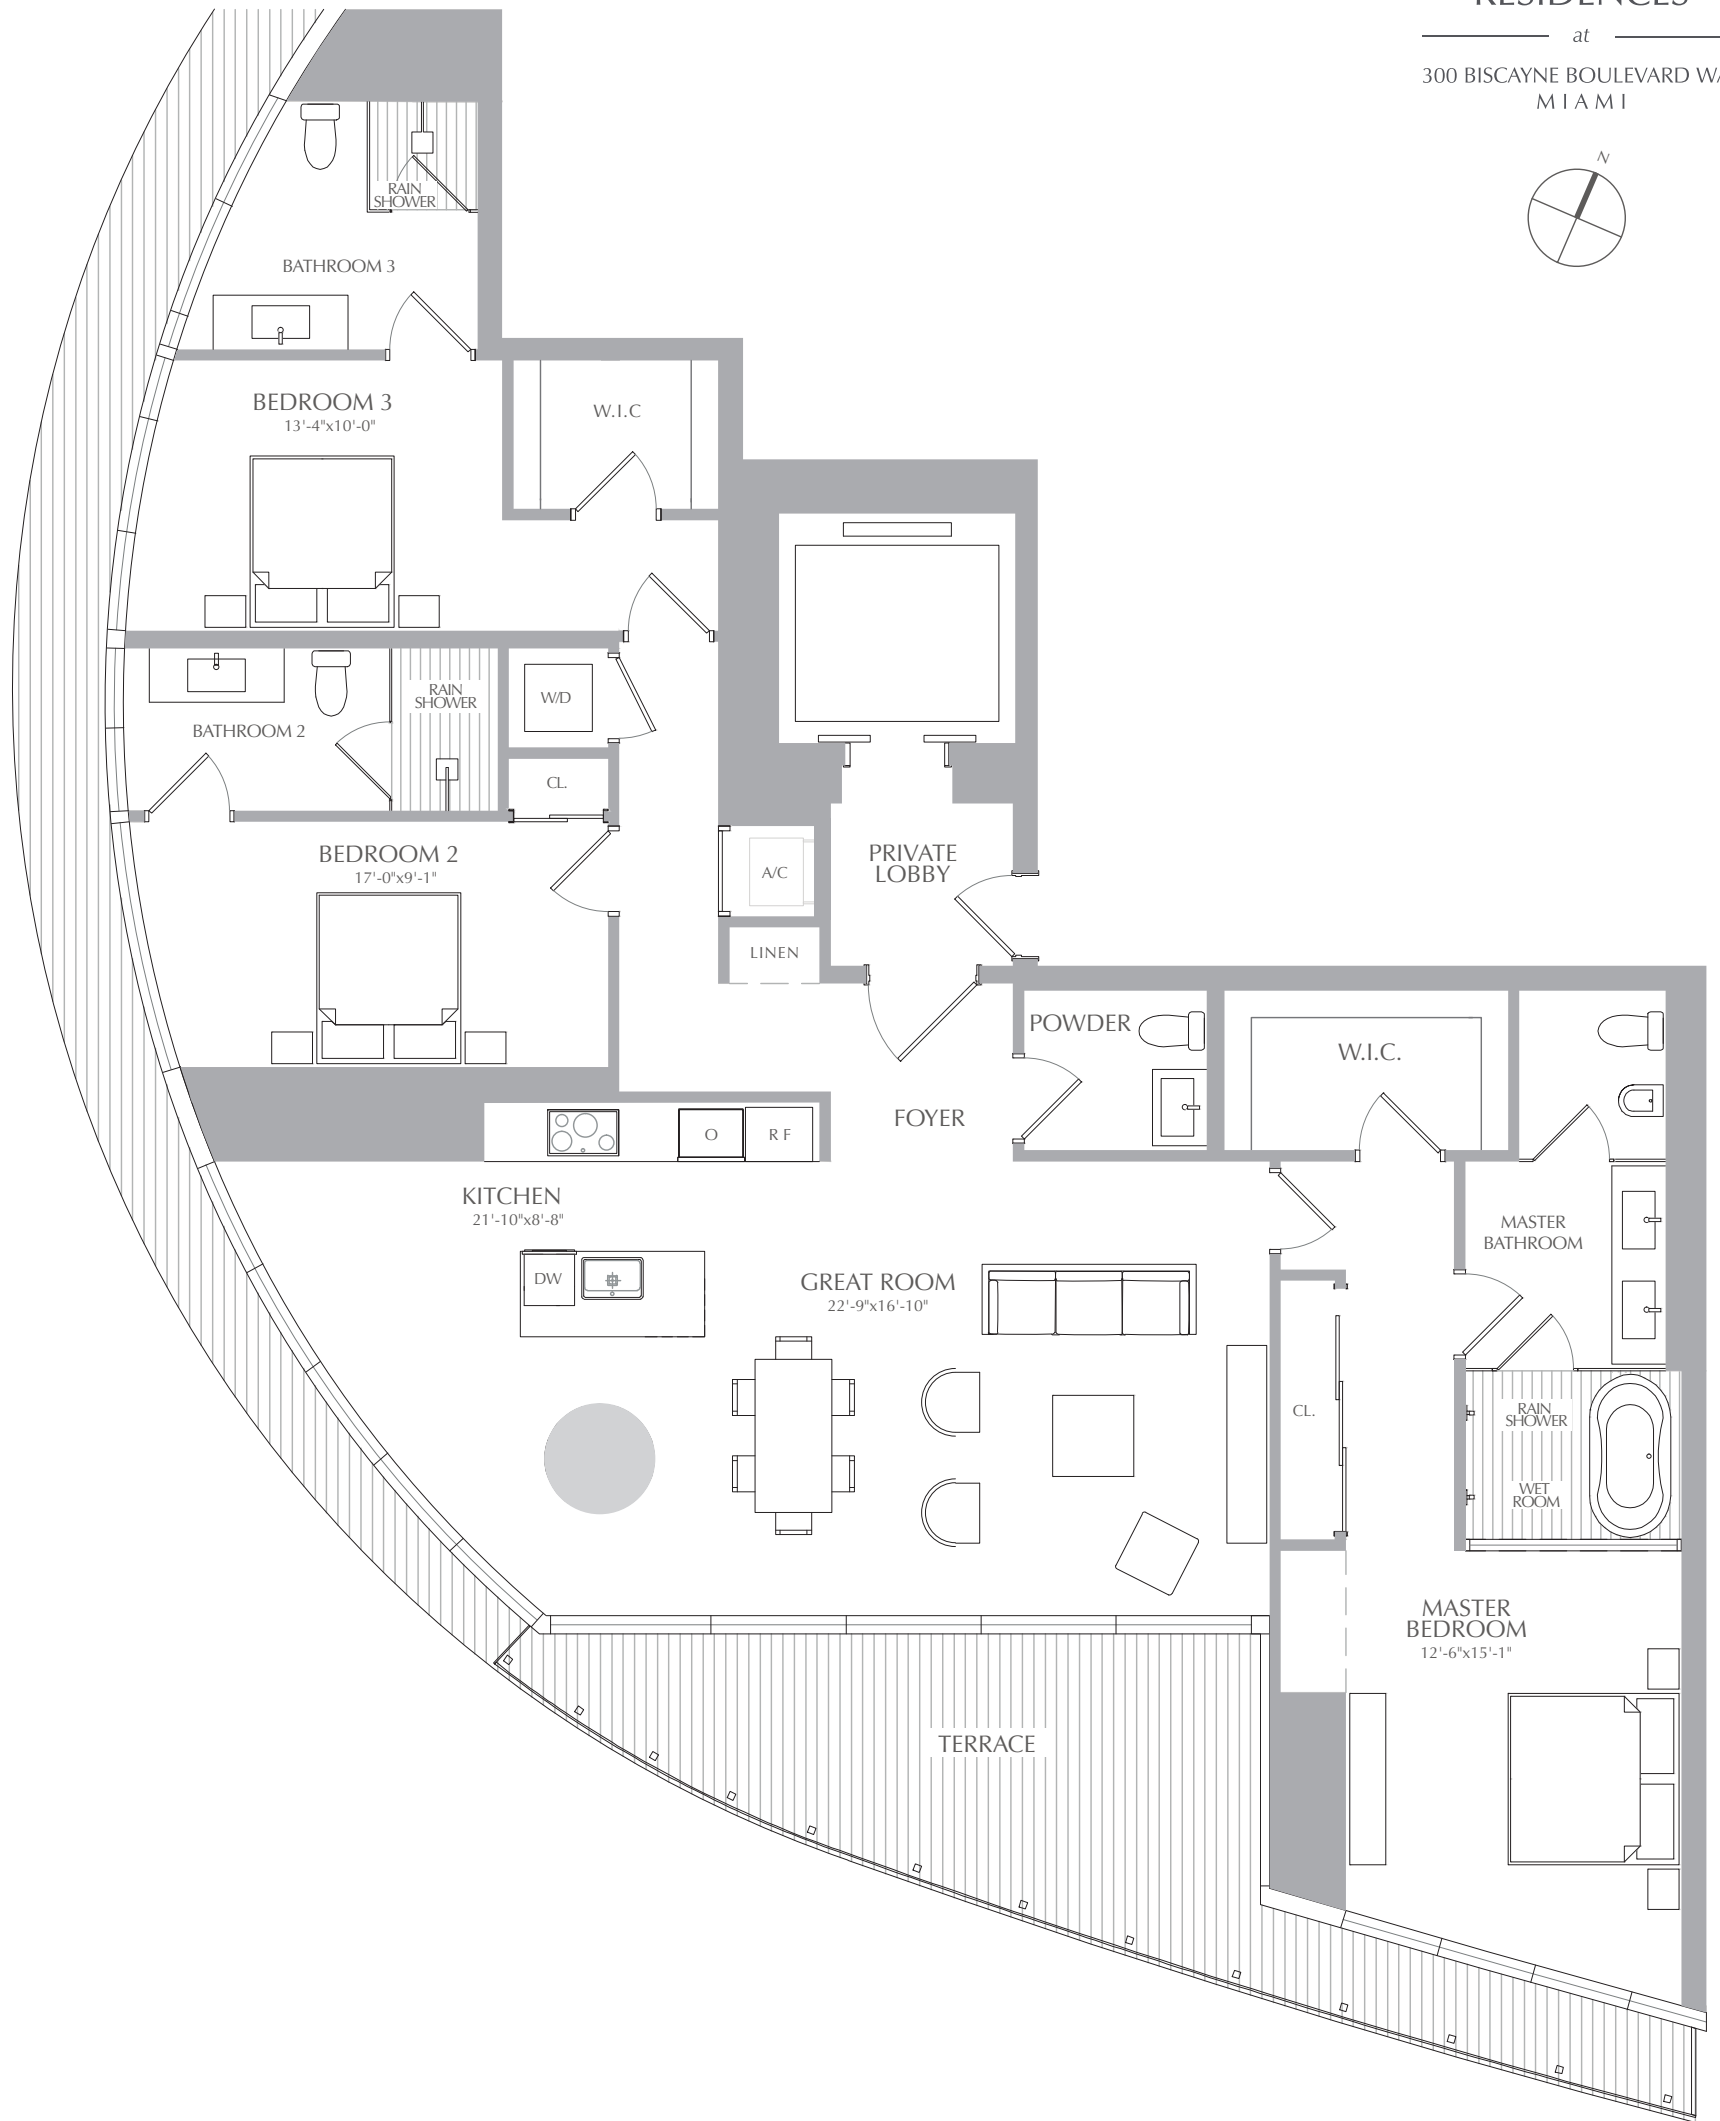 RESIDENCES
at
300 BISCAYNE BOULEVARD WA
MIAMI
N
RAIN
SHOWER
BATHROOM 3
BEDROOM 3
13'-4"x10'-0"
W.I.C
RAIN
SHOWER
W/D
BATHROOM 2
CL.
BEDROOM 2
17'-0"x9'-1"
PRIVATE
LOBBY
A/C
LINEN
POWDER
W.I.C.
FOYER
O
RF
KITCHEN
21'-10"x8'-8"
MASTER
BATHROOM
DW
GREAT ROOM
22'-9"x16'-10"
CL.
RAIN
SHOWER
WET
ROOM
MASTER
BEDROOM
12'-6"x15'-1"
TERRACE